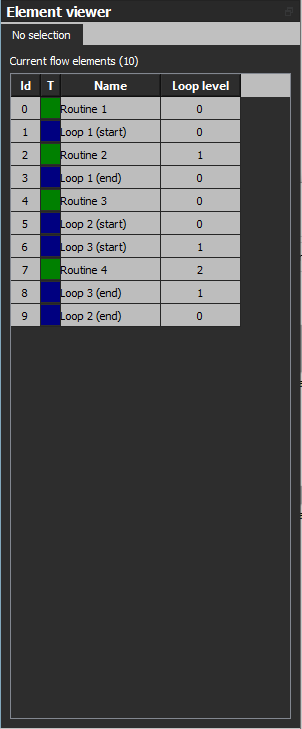 Element viewer
No selection
Current flow elements (10)
Id T Name Loop level
0 Routine 1 0
1 Loop 1 (start) 0
2 Routine 2 1
3 Loop 1 (end) 0
4 Routine 3 0
5 Loop 2 (start) 0
6 Loop 3 (start) 1
7 Routine 4 2
8 Loop 3 (end) 1
9 Loop 2 (end) 0